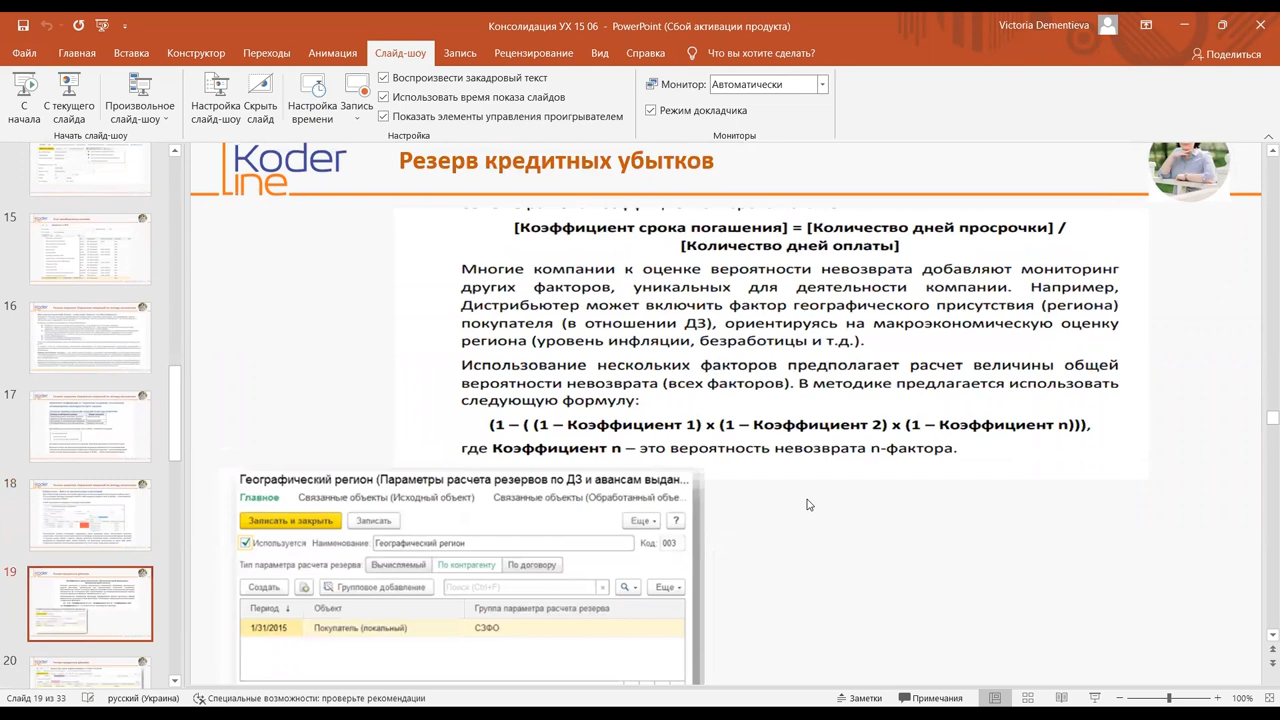 Консолидация УХ 15 06 - PowerPoint (Сбой активации продукта)
Victoria Dementieva
Файл Главная Вставка Конструктор Переходы Анимация Слайд-шоу Запись Рецензирование Вид Справка Что вы хотите сделать? Поделиться
С начала
С текущего слайда
Произвольное слайд-шоу
Настройка слайд-шоу
Скрыть слайд
Настройка времени
Запись
Воспроизвести закадровый текст
Использовать время показа слайдов
Показать элементы управления проигрывателем
Монитор: Автоматически
Режим докладчика
Начать слайд-шоу
Настройка
Мониторы
15
16
17
18
19
20
Koder
line
Резерв кредитных убытков
[Коэффициент срока погашения] = [Количество дней просрочки] /
[Количество дней оплаты]
Многие компании к оценке вероятности невозврата добавляют мониторинг
других факторов, уникальных для деятельности компании. Например,
Дистрибьютер может включить фактор географического присутствия (региона)
покупателя (в отношении ДЗ), ориентируясь на макроэкономическую оценку
региона (уровень инфляции, безработицы и т.д.).
Использование нескольких факторов предполагает расчет величины общей
вероятности невозврата (всех факторов). В методике предлагается использовать
следующую формулу:
(1 – ( (1 – Коэффициент 1) x (1 – Коэффициент 2) x (1 – Коэффициент n))),
где Коэффициент n – это вероятность невозврата n-фактора.
Географический регион (Параметры расчета резервов по ДЗ и авансам выдан...
Главное Связанные объекты (Исходный объект) Связанные объекты (Обработанный объе...
Записать и закрыть Записать Еще ?
Используется Наименование: Географический регион Код: 003
Тип параметра расчета резерва: Вычисляемый По контрагенту По договору
Создать Групповое добавление Поиск (Ctrl+F) Еще
Период Объект Группа параметра расчета резерва
1/31/2015 Покупатель (локальный) СЗФО
Слайд 19 из 33 русский (Украина) Специальные возможности: проверьте рекомендации Заметки Примечания 100%